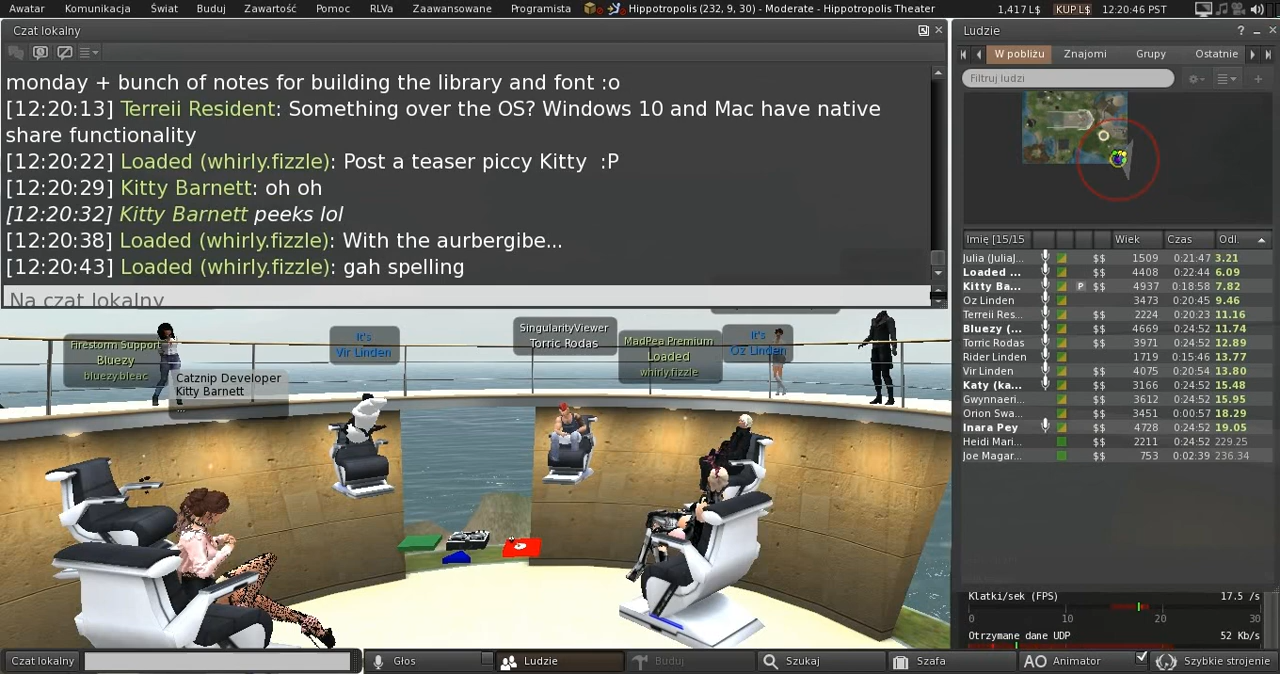 Awatar Komunikacja Świat Buduj Zawartość Pomoc RLVa Zaawansowane Programista Hippotropolis (232, 9, 30) - Moderate - Hippotropolis Theater 1,417 L$ KUP L$ 12:20:46 PST
Czat lokalny
monday + bunch of notes for building the library and font :o
[12:20:13] Terreii Resident: Something over the OS? Windows 10 and Mac have native
share functionality
[12:20:22] Loaded (whirly.fizzle): Post a teaser piccy Kitty :P
[12:20:29] Kitty Barnett: oh oh
[12:20:32] Kitty Barnett peeks lol
[12:20:38] Loaded (whirly.fizzle): With the aurbergibe...
[12:20:43] Loaded (whirly.fizzle): gah spelling
Na czat lokalny
Ludzie
W pobliżu Znajomi Grupy Ostatnie
Filtruj ludzi
Imię [15/15 Wiek Czas Odl.
Julia (JuliaJ... $$ 1509 0:21:47 3.21
Loaded ... $$ 4408 0:22:44 6.09
Kitty Ba... P $$ 4937 0:18:58 7.82
Oz Linden 3473 0:20:45 9.46
Terreii Res... $$ 2224 0:20:23 11.16
Bluezy (... $$ 4669 0:24:52 11.74
Torric Rodas $$ 3971 0:24:52 12.89
Rider Linden 1719 0:15:46 13.77
Vir Linden $$ 4075 0:20:54 13.80
Katy (ka... $$ 3166 0:24:52 15.48
Gwynnaeri... $$ 3612 0:24:52 15.95
Orion Swa... $$ 3451 0:00:57 18.29
Inara Pey $$ 4728 0:24:52 19.05
Heidi Mari... $$ 2211 0:24:52 229.25
Joe Magar... $$ 753 0:02:39 236.34
Klatki/sek (FPS) 17.5 /s
0 10 20 30
Otrzymane dane UDP 52 Kb/s
Firestorm Support
Bluezy
bluezy.bleac
Catznip Developer
Kitty Barnett
...
It's
Vir Linden
SingularityViewer
Torric Rodas
MadPea Premium
Loaded
whirly.fizzle
It's
Oz Linden
Czat lokalny Głos Ludzie Buduj Szukaj Szafa AO Animator Szybkie strojenie